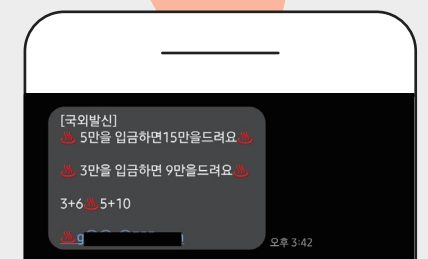 [국외발신]
♨ 5만을 입금하면15만을드려요♨
♨ 3만을 입금하면 9만을드려요♨
3+6♨5+10
♨g
오후 3:42